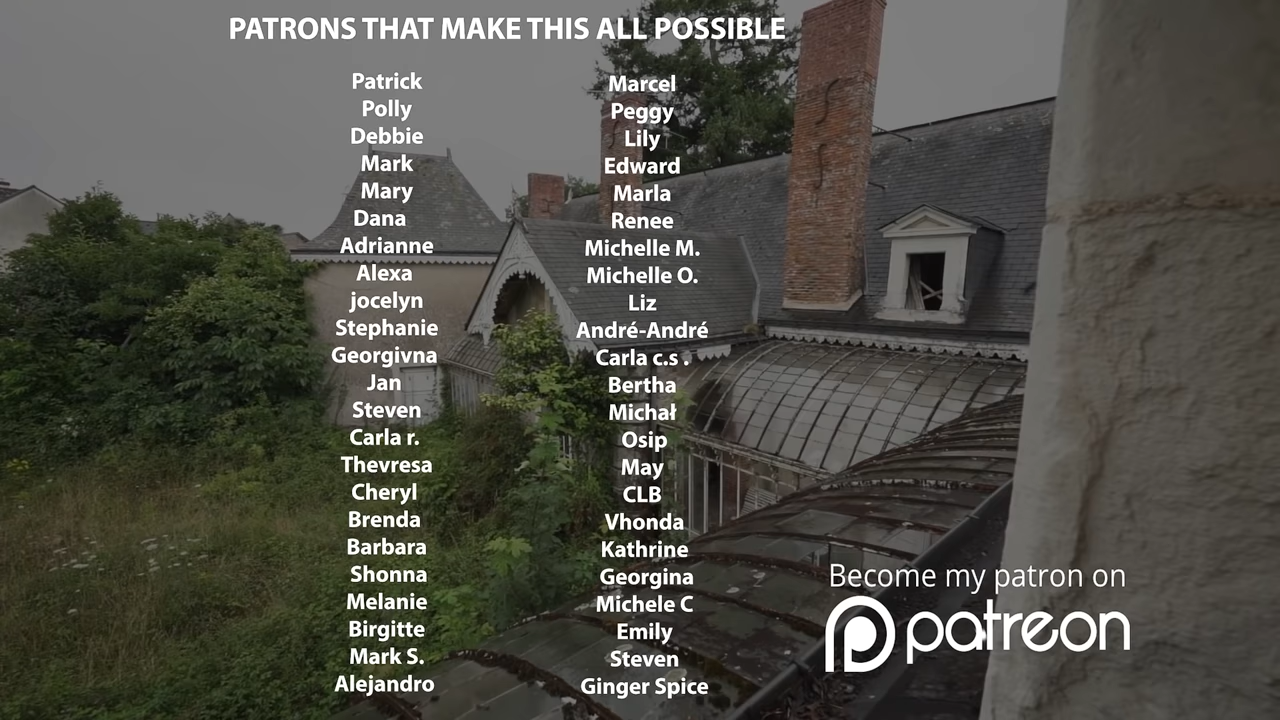 PATRONS THAT MAKE THIS ALL POSSIBLE
Patrick
Polly
Debbie
Mark
Mary
Dana
Adrianne
Alexa
jocelyn
Stephanie
Georgivna
Jan
Steven
Carla r.
Thevresa
Cheryl
Brenda
Barbara
Shonna
Melanie
Birgitte
Mark S.
Alejandro
Marcel
Peggy
Lily
Edward
Marla
Renee
Michelle M.
Michelle O.
Liz
André-André
Carla c.s .
Bertha
Michał
Osip
May
CLB
Vhonda
Kathrine
Georgina
Michele C
Emily
Steven
Ginger Spice
Become my patron on
patreon